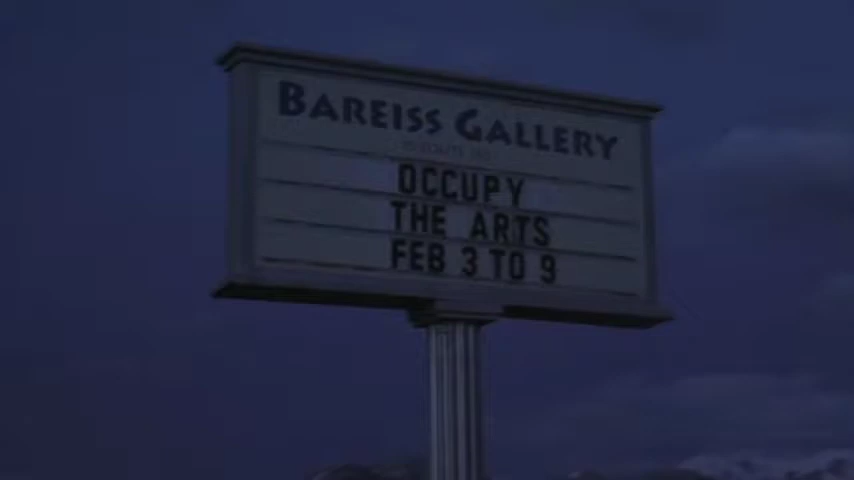 BAREISS GALLERY
OCCUPY
THE ARTS
FEB 3 TO 9